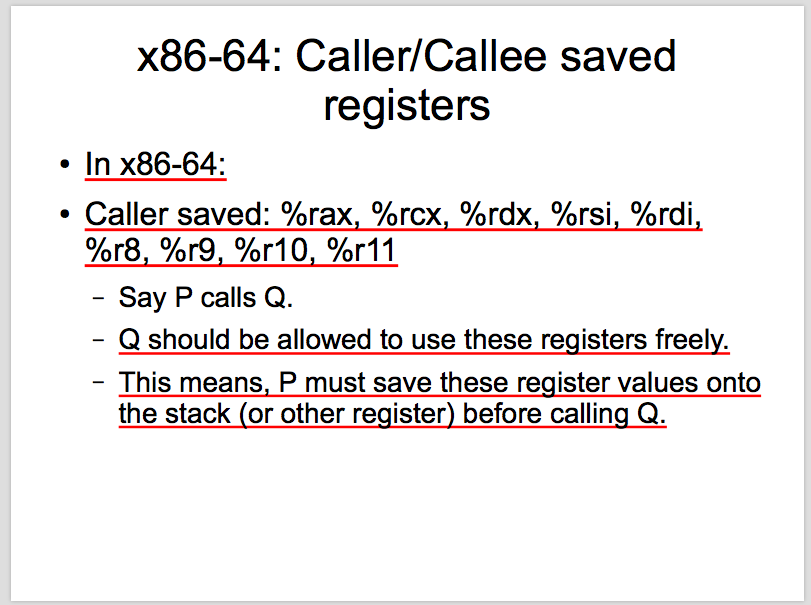 x86-64: Caller/Callee saved
registers
• In x86-64:
• Caller saved: %rax, %rcx, %rdx, %rsi, %rdi,
%r8, %r9, %r10, %r11
– Say P calls Q.
– Q should be allowed to use these registers freely.
– This means, P must save these register values onto
the stack (or other register) before calling Q.